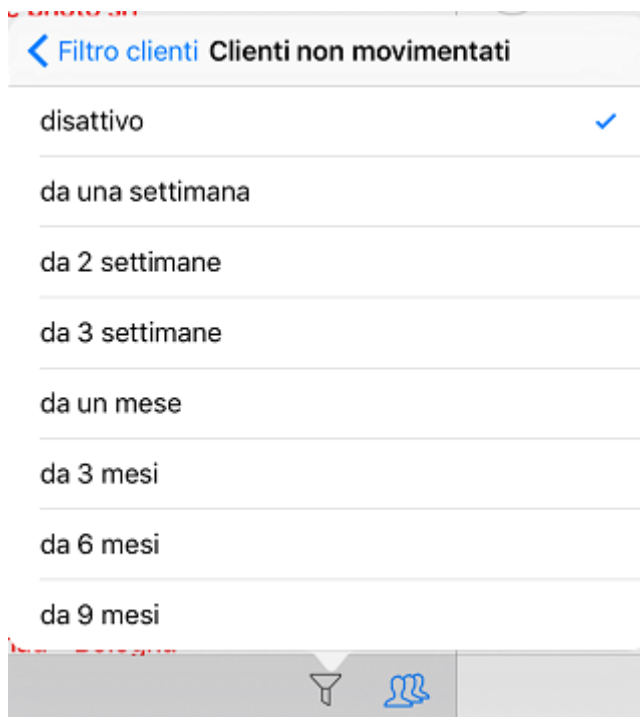 Filtro clienti Clienti non movimentati
disattivo
da una settimana
da 2 settimane
da 3 settimane
da un mese
da 3 mesi
da 6 mesi
da 9 mesi